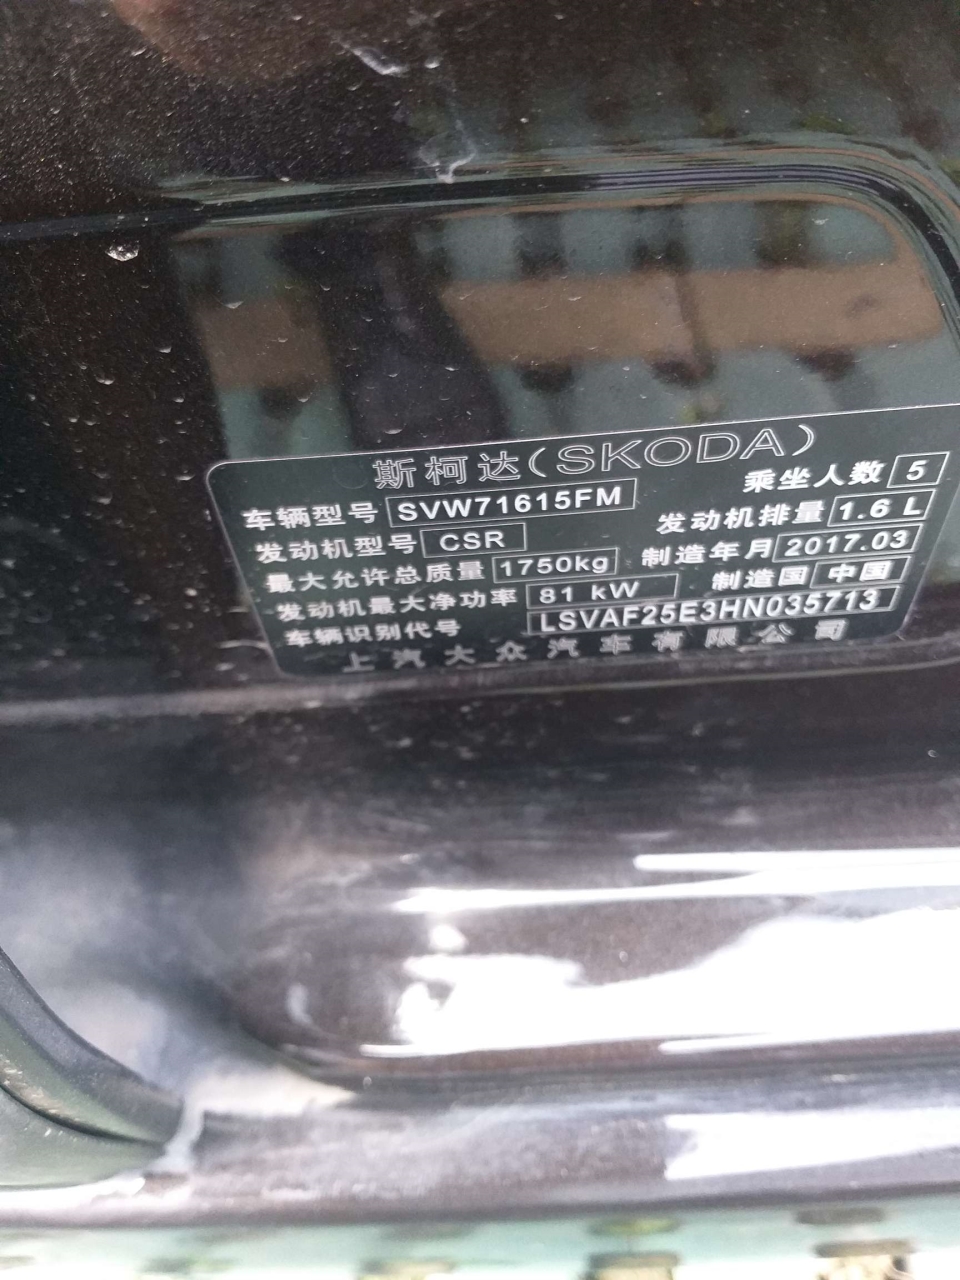 斯柯达(SKODA)
车辆型号 SVW71615FM 乘坐人数 5
发动机型号 CSR 发动机排量 1.6 L
最大允许总质量 1750kg 制造年月 2017.03
发动机最大净功率 81 kW 制造国 中国
车辆识别代号 LSVAF25E3HN035713
上汽大众汽车有限公司